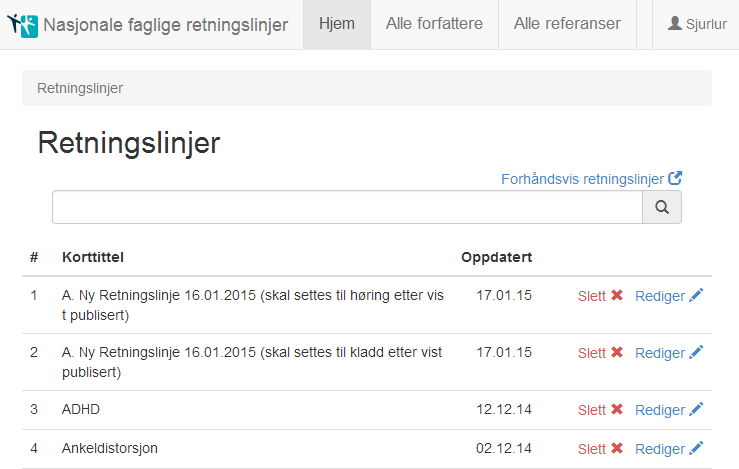 Nasjonale faglige retningslinjer Hjem Alle forfattere Alle referanser Sjurlur
Retningslinjer
Retningslinjer
Forhåndsvis retningslinjer
# Korttittel Oppdatert
1 A. Ny Retningslinje 16.01.2015 (skal settes til høring etter vis 17.01.15 Slett Rediger
t publisert)
2 A. Ny Retningslinje 16.01.2015 (skal settes til kladd etter vist 17.01.15 Slett Rediger
publisert)
3 ADHD 12.12.14 Slett Rediger
4 Ankeldistorsjon 02.12.14 Slett Rediger